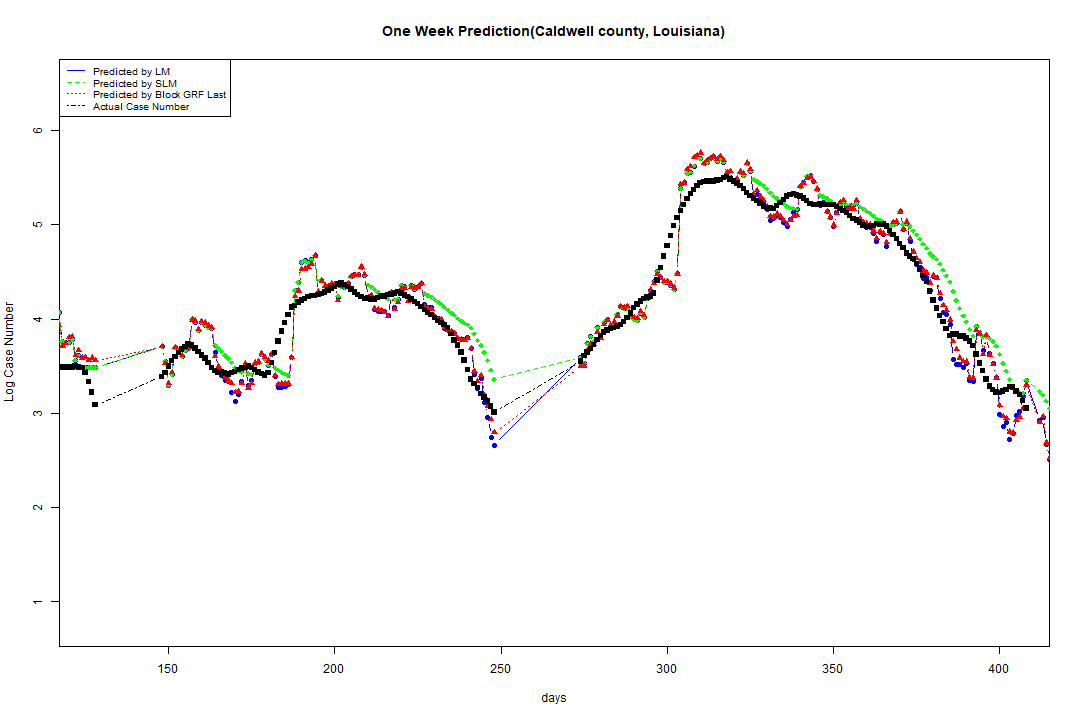 One Week Prediction(Caldwell county, Louisiana)
Predicted by LM
Predicted by SLM
Predicted by Block GRF Last
Actual Case Number
Log Case Number
6
5
4
3
2
1
150 200 250 300 350 400
days